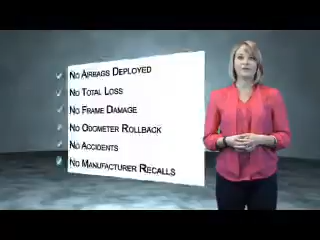 No Airbags Deployed
No Total Loss
No Frame Damage
No Odometer Rollback
No Accidents
No Manufacturer Recalls